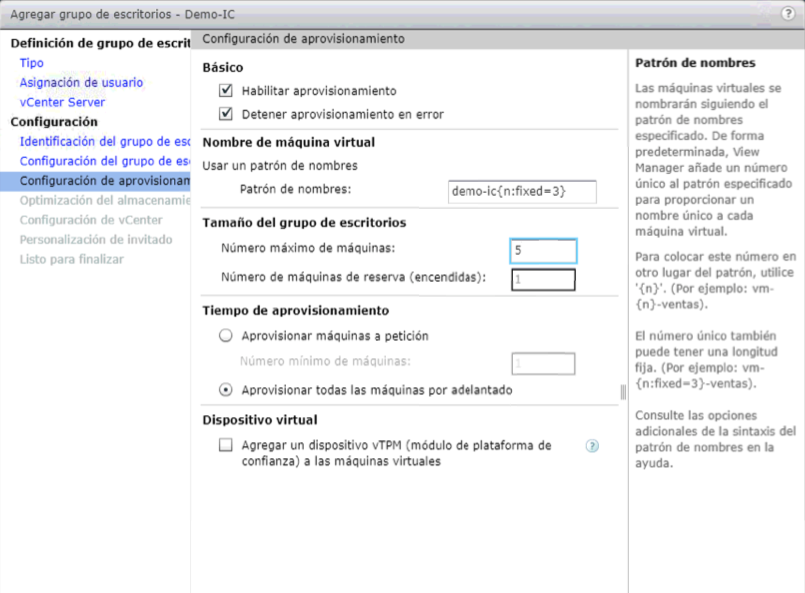 Agregar grupo de escritorios - Demo-IC
?
Definición de grupo de escrit
Tipo
Asignación de usuario
vCenter Server
Configuración
Identificación del grupo de esc
Configuración del grupo de es
Configuración de aprovisionam
Optimización del almacenamie
Configuración de vCenter
Personalización de invitado
Listo para finalizar
Configuración de aprovisionamiento
Básico
Habilitar aprovisionamiento
Detener aprovisionamiento en error
Nombre de máquina virtual
Usar un patrón de nombres
Patrón de nombres: demo-ic{n:fixed=3}
Tamaño del grupo de escritorios
Número máximo de máquinas: 5
Número de máquinas de reserva (encendidas): 1
Tiempo de aprovisionamiento
Aprovisionar máquinas a petición
Número mínimo de máquinas: 1
Aprovisionar todas las máquinas por adelantado
Dispositivo virtual
Agregar un dispositivo vTPM (módulo de plataforma de ?
confianza) a las máquinas virtuales
Patrón de nombres
Las máquinas virtuales se
nombrarán siguiendo el
patrón de nombres
especificado. De forma
predeterminada, View
Manager añade un número
único al patrón especificado
para proporcionar un
nombre único a cada
máquina virtual.
Para colocar este número en
otro lugar del patrón, utilice
'{n}'. (Por ejemplo: vm-
{n}-ventas).
El número único también
puede tener una longitud
fija. (Por ejemplo: vm-
{n:fixed=3}-ventas).
Consulte las opciones
adicionales de la sintaxis del
patrón de nombres en la
ayuda.